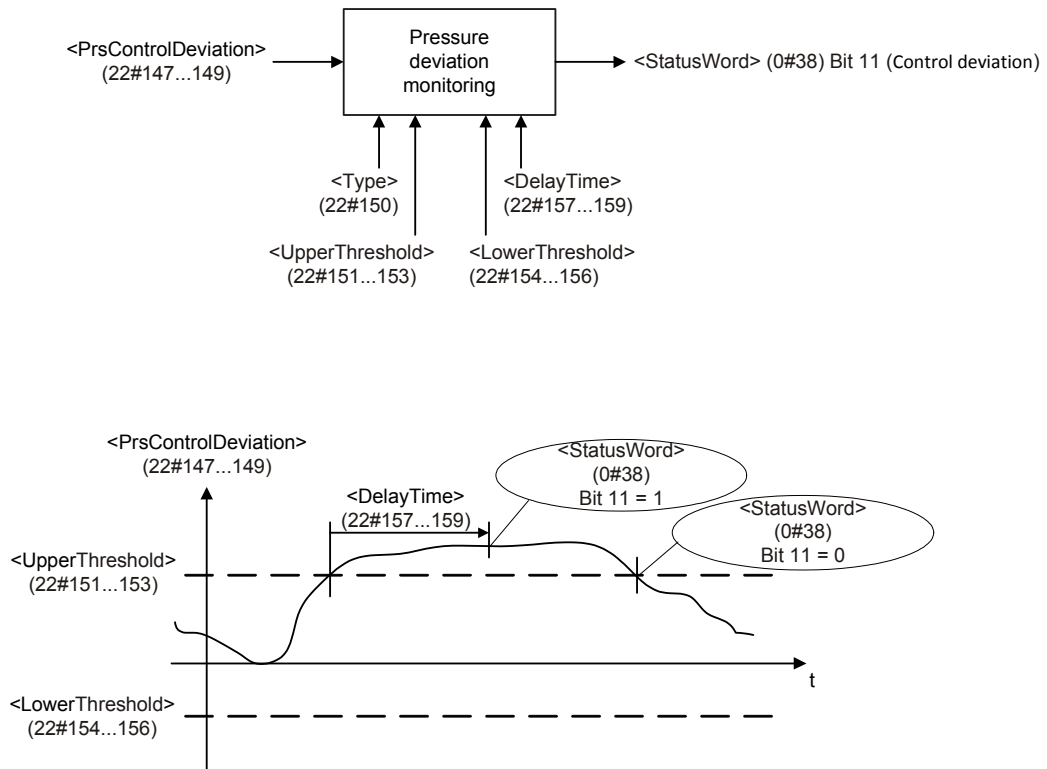 <PrsControlDeviation>
(22#147...149)
Pressure
deviation
monitoring
<StatusWord> (0#38) Bit 11 (Control deviation)
<Type>
(22#150)
<DelayTime>
(22#157...159)
<UpperThreshold>
(22#151...153)
<LowerThreshold>
(22#154...156)
<PrsControlDeviation>
(22#147...149)
<DelayTime>
(22#157...159)
<StatusWord>
(0#38)
Bit 11 = 1
<StatusWord>
(0#38)
Bit 11 = 0
<UpperThreshold>
(22#151...153)
t
<LowerThreshold>
(22#154...156)